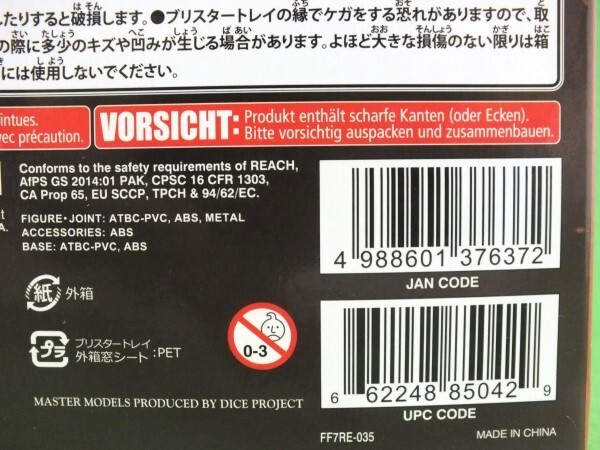 したりすると破損します。●ブリスタートレイの縁でケガをする恐れがありますので、取
の際に多少のキズや凹みが生じる場合があります。よほど大きな損傷のない限りは箱
には使用しないでください。
intues.
vec précaution.
VORSICHT: Produkt enthält scharfe Kanten (oder Ecken).
Bitte vorsichtig auspacken und zusammenbauen.
Conforms to the safety requirements of REACH,
AfPS GS 2014:01 PAK, CPSC 16 CFR 1303,
CA Prop 65, EU SCCP, TPCH & 94/62/EC.
FIGURE・JOINT: ATBC-PVC, ABS, METAL
ACCESSORIES: ABS
BASE: ATBC-PVC, ABS
4 988601 376372
JAN CODE
紙 外箱
プラ ブリスタートレイ
外箱窓シート :PET
0-3
6 62248 85042 9
UPC CODE
MASTER MODELS PRODUCED BY DICE PROJECT
FF7RE-035
MADE IN CHINA